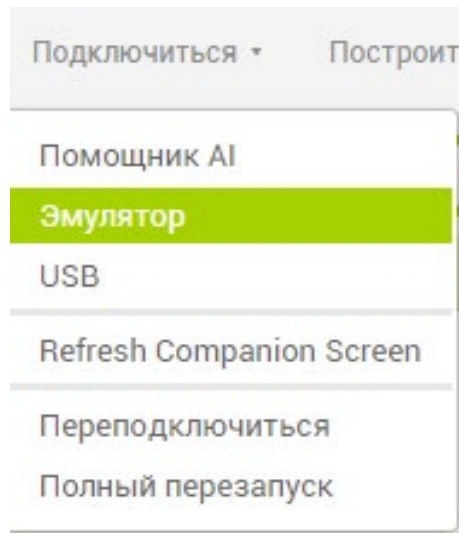 Подключиться Построит
Помощник AI
Эмулятор
USB
Refresh Companion Screen
Переподключиться
Полный перезапуск